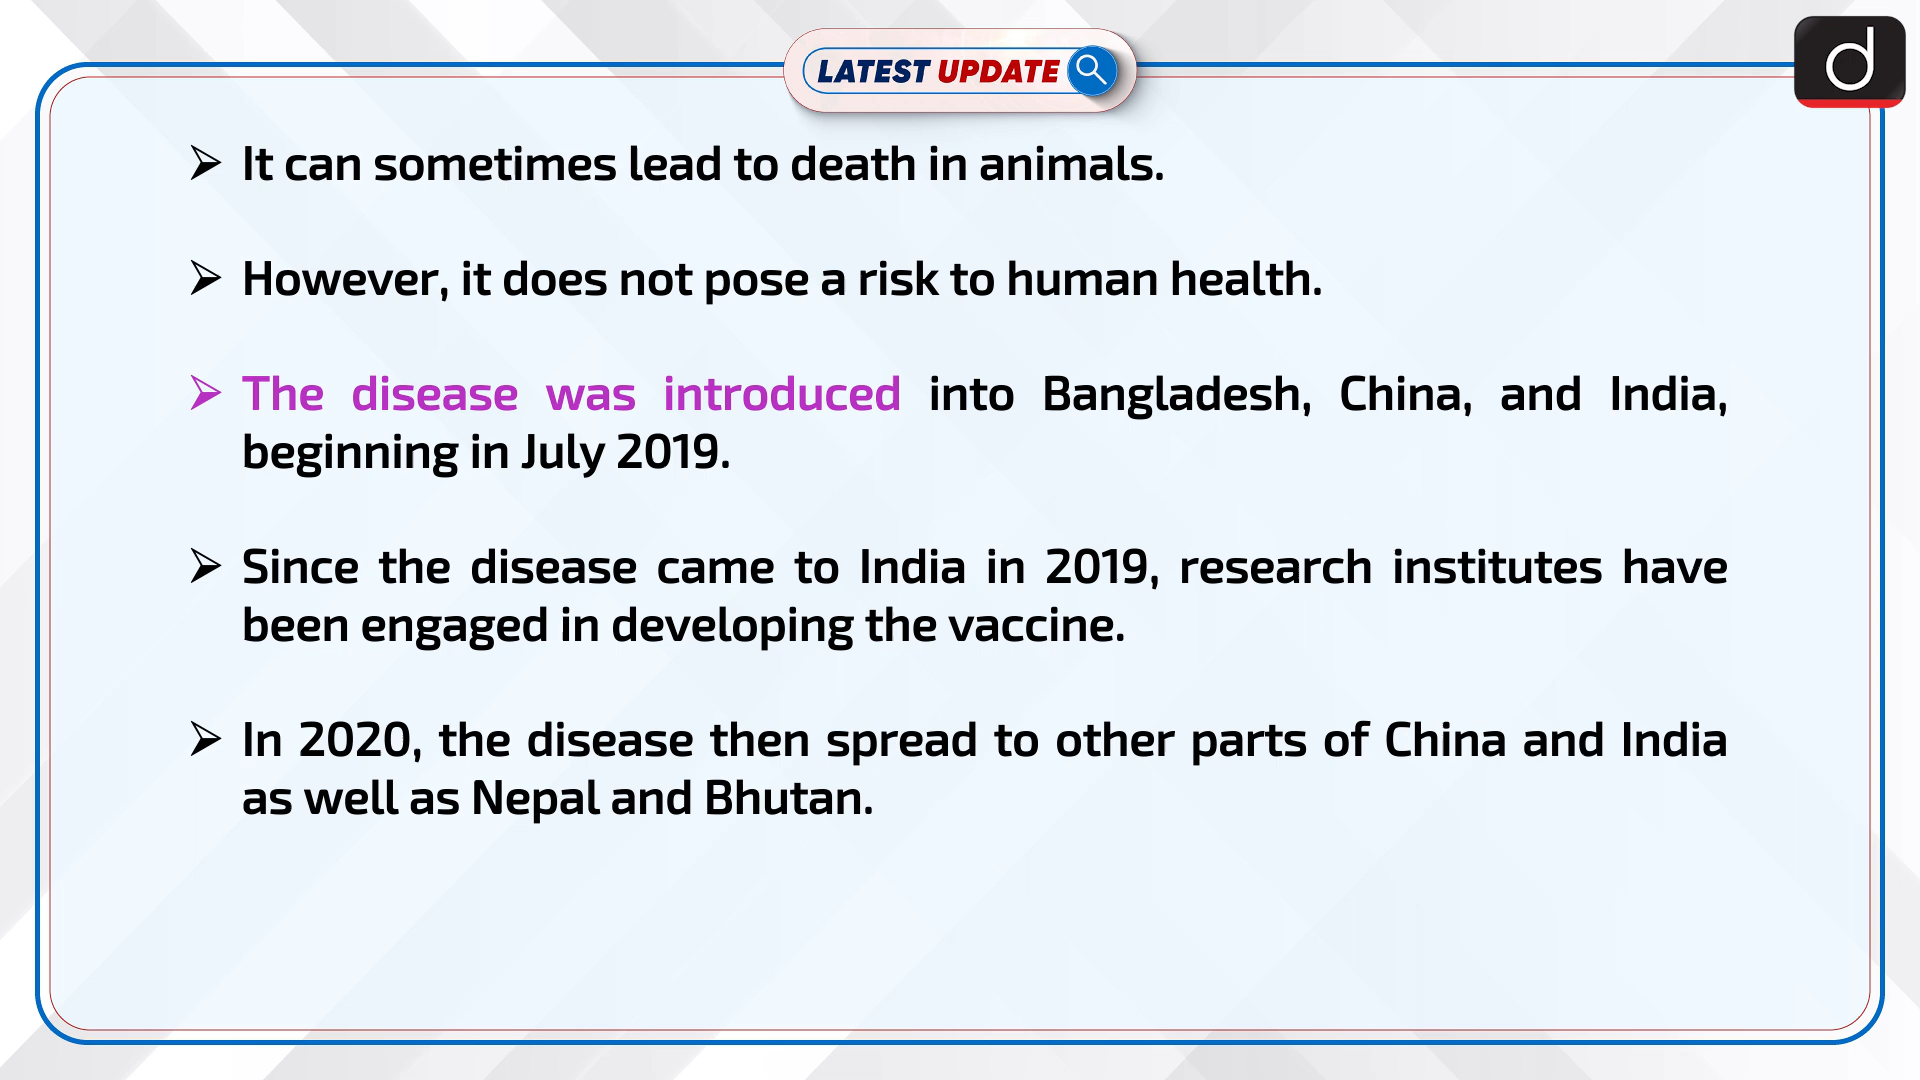 LATEST UPDATE
d
➢ It can sometimes lead to death in animals.
➢ However, it does not pose a risk to human health.
➢ The disease was introduced into Bangladesh, China, and India,
beginning in July 2019.
➢ Since the disease came to India in 2019, research institutes have
been engaged in developing the vaccine.
➢ In 2020, the disease then spread to other parts of China and India
as well as Nepal and Bhutan.